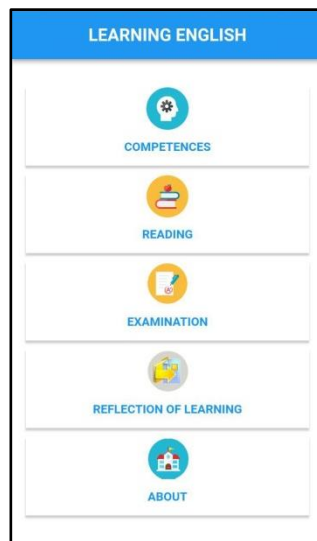 LEARNING ENGLISH
COMPETENCES
READING
EXAMINATION
REFLECTION OF LEARNING
ABOUT